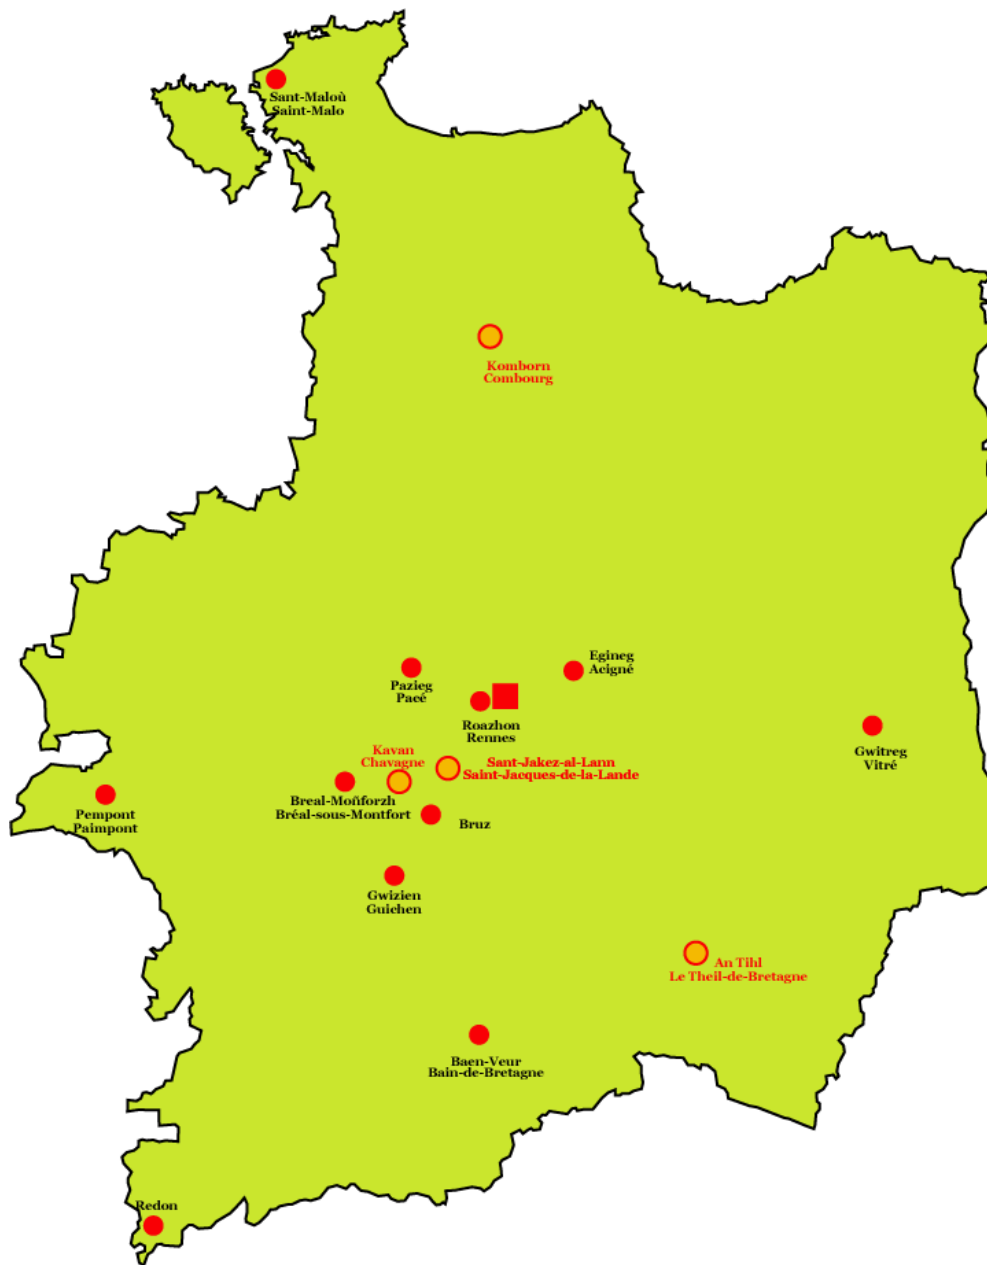 Sant-Maloù
Saint-Malo
Komborn
Combourg
Egineg
Acigné
Pazieg
Paeé
Roazhon
Rennes
Gwitreg
Vitré
Kavan
Chavagne
Sant-Jakez-al-Lann
Saint-Jacques-de-la-Lande
Breal-Moñforzh
Bréal-sous-Montfort
Pempont
Paimpont
Bruz
Gwizien
Guichen
An Tihl
Le Theil-de-Bretagne
Baen-Veur
Bain-de-Bretagne
Redon